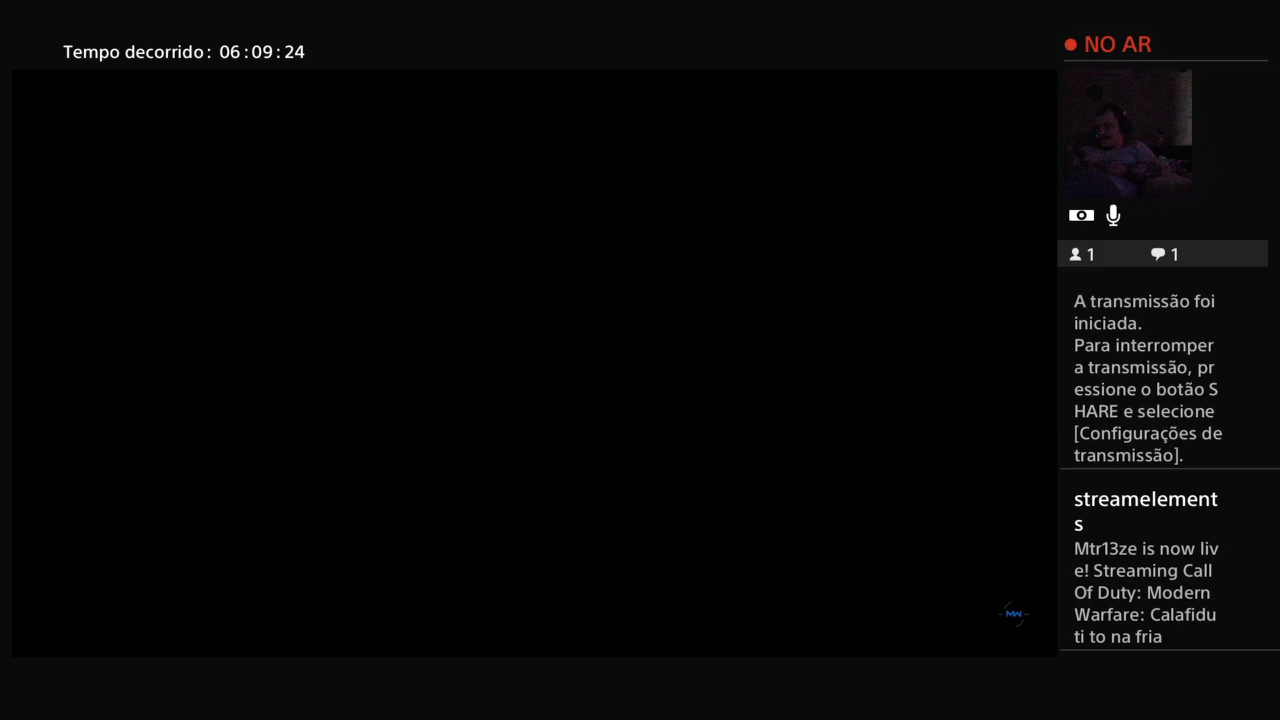 Tempo decorrido: 06:09:24
NO AR
1 1
A transmissão foi
iniciada.
Para interromper
a transmissão, pr
essione o botão S
HARE e selecione
[Configurações de
transmissão].
streamelement
s
Mtr13ze is now liv
e! Streaming Call
Of Duty: Modern
Warfare: Calafidu
ti to na fria
MW